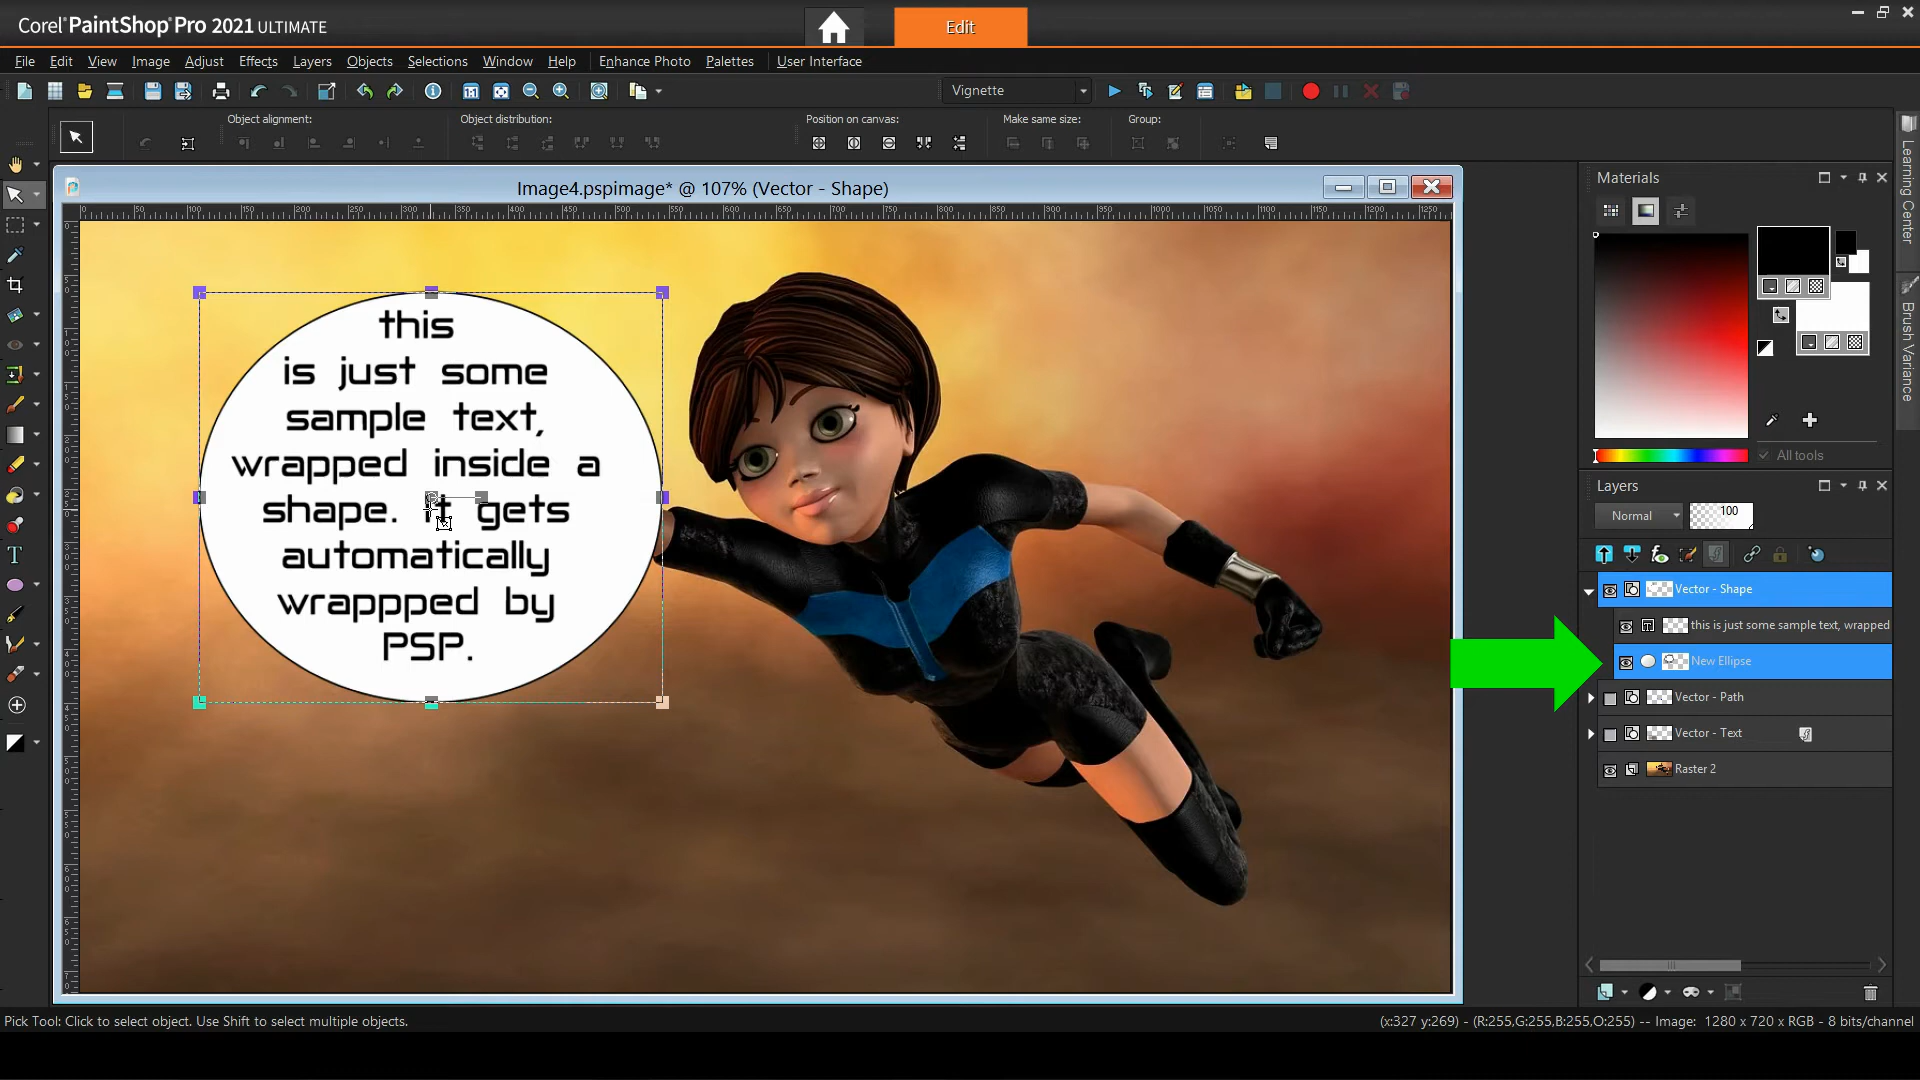 Corel® PaintShop Pro 2021 ULTIMATE
Edit
File Edit View Image Adjust Effects Layers Objects Selections Window Help Enhance Photo Palettes User Interface
Vignette
Object alignment: Object distribution: Position on canvas: Make same size: Group:
Image4.pspimage* @ 107% (Vector - Shape)
this
is just some
sample text,
wrapped inside a
shape. It gets
automatically
wrappped by
PSP.
Materials
All tools
Layers
Normal 100
Vector - Shape
this is just some sample text, wrapped
New Ellipse
Vector - Path
Vector - Text
Raster 2
Learning Center
Brush Variance
Pick Tool: Click to select object. Use Shift to select multiple objects.
(x:327 y:269) - (R:255,G:255,B:255,O:255) -- Image: 1280 x 720 x RGB - 8 bits/channel